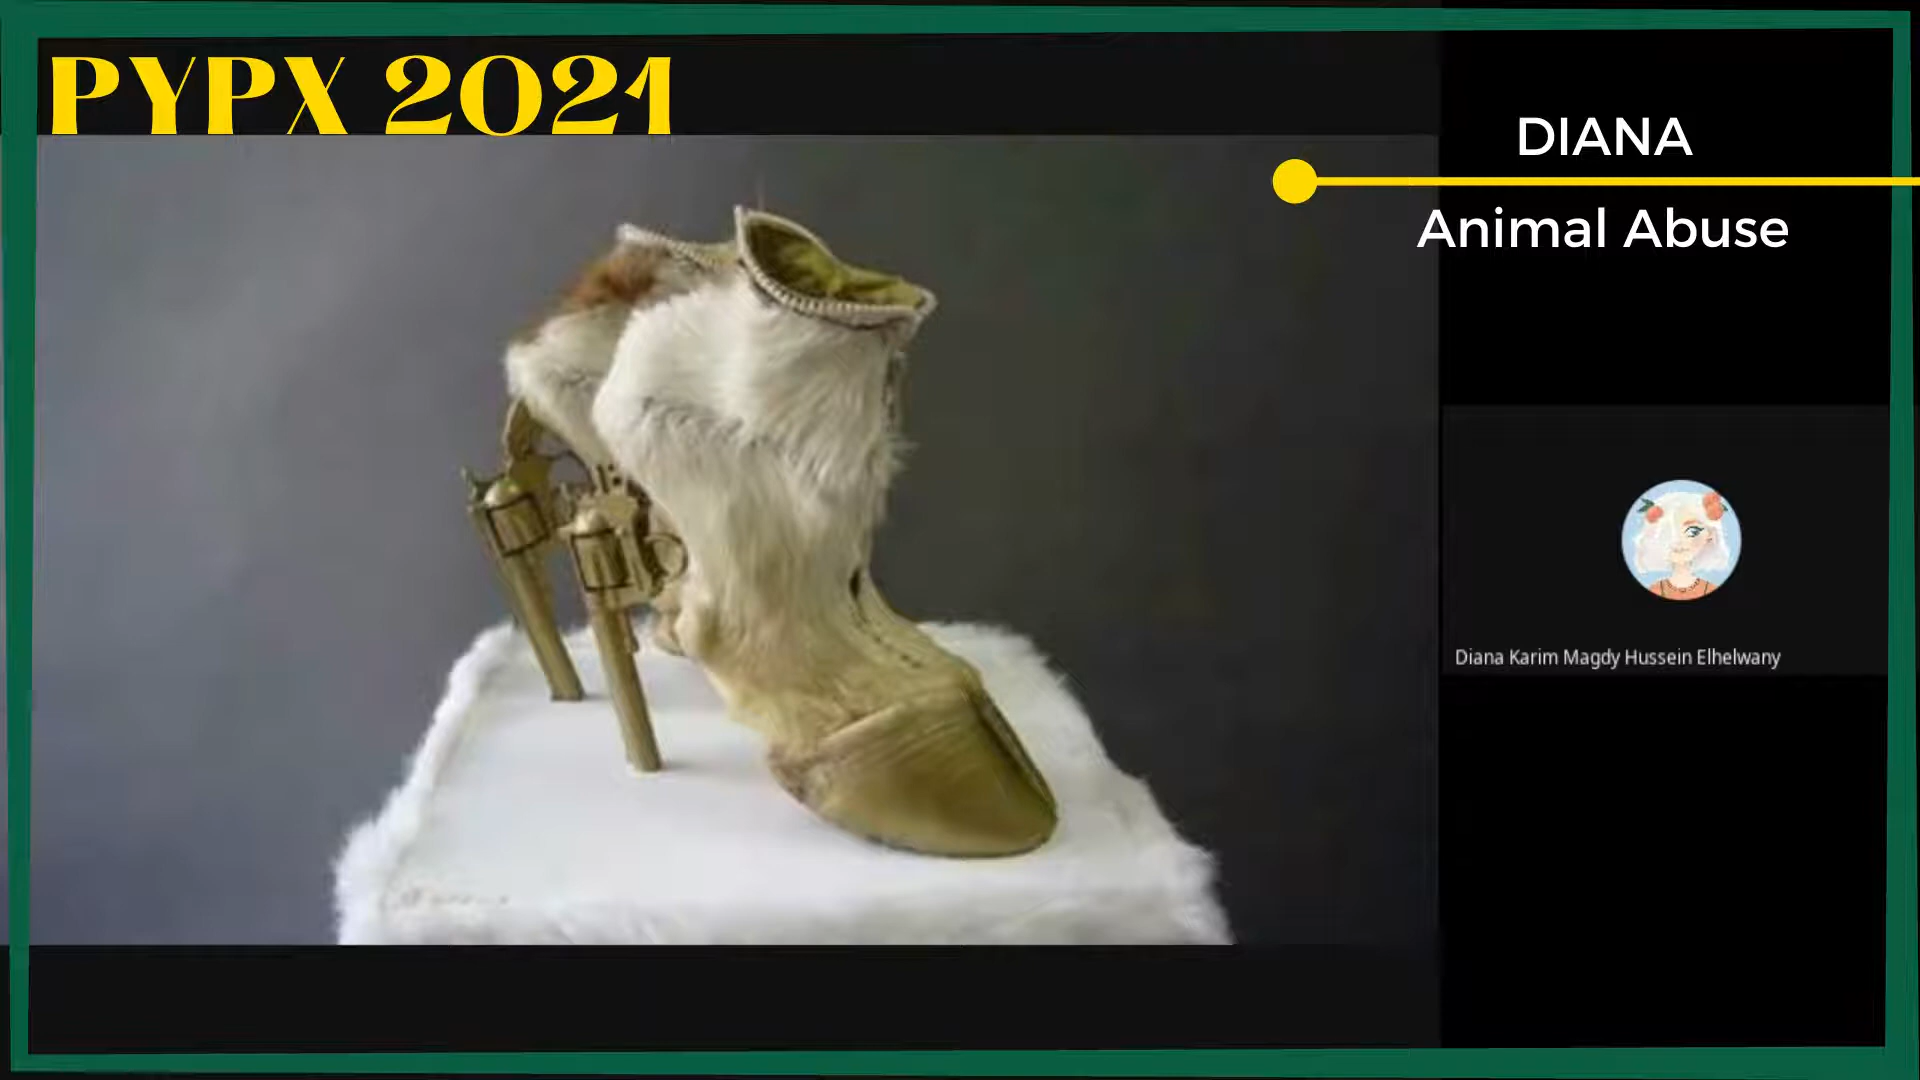 PYPX 2021
DIANA
Animal Abuse
Diana Karim Magdy Hussein Elhelwany